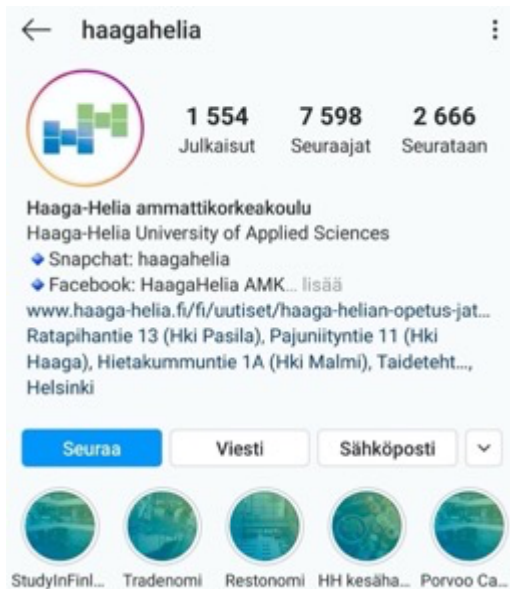 haagahelia
1 554 7 598 2 666
Julkaisut Seuraajat Seurataan
Haaga-Helia ammattikorkeakoulu
Haaga-Helia University of Applied Sciences
Snapchat: haagahelia
Facebook: HaagaHelia AMK... lisää
www.haaga-helia.fi/fi/uutiset/haaga-helian-opetus-jat...
Ratapihantie 13 (Hki Pasila), Pajuniityntie 11 (Hki
Haaga), Hietakummuntie 1A (Hki Malmi), Taideteht...,
Helsinki
Seuraa Viesti Sähköposti
StudyInFinl... Tradenomi Restonomi HH kesäha... Porvoo Ca...